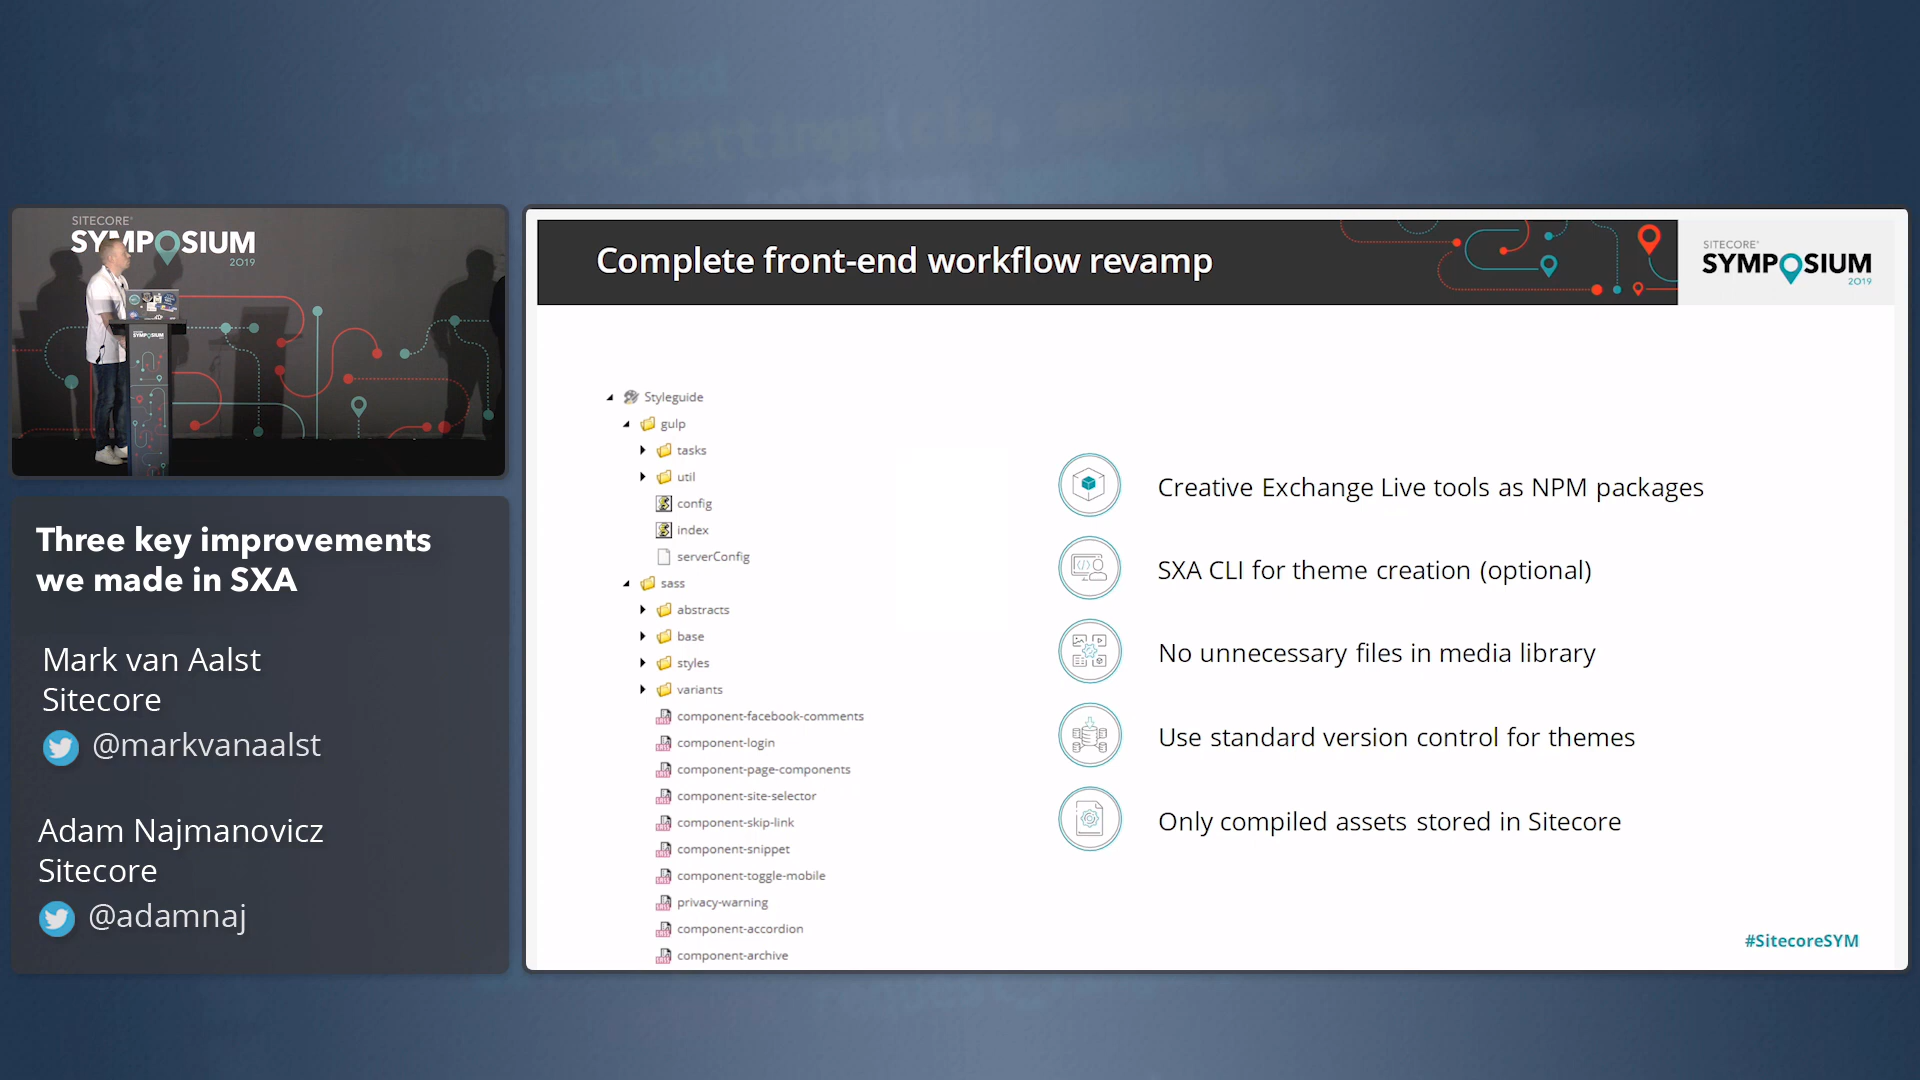 SITECORE®
SYMPOSIUM
2019
SYMPOSIUM
Three key improvements
we made in SXA
Mark van Aalst
Sitecore
@markvanaalst
Adam Najmanovicz
Sitecore
@adamnaj
Complete front-end workflow revamp
SITECORE®
SYMPOSIUM
2019
Styleguide
gulp
tasks
util
config
index
serverConfig
sass
abstracts
base
styles
variants
component-facebook-comments
component-login
component-page-components
component-site-selector
component-skip-link
component-snippet
component-toggle-mobile
privacy-warning
component-accordion
component-archive
Creative Exchange Live tools as NPM packages
SXA CLI for theme creation (optional)
No unnecessary files in media library
Use standard version control for themes
Only compiled assets stored in Sitecore
#SitecoreSYM